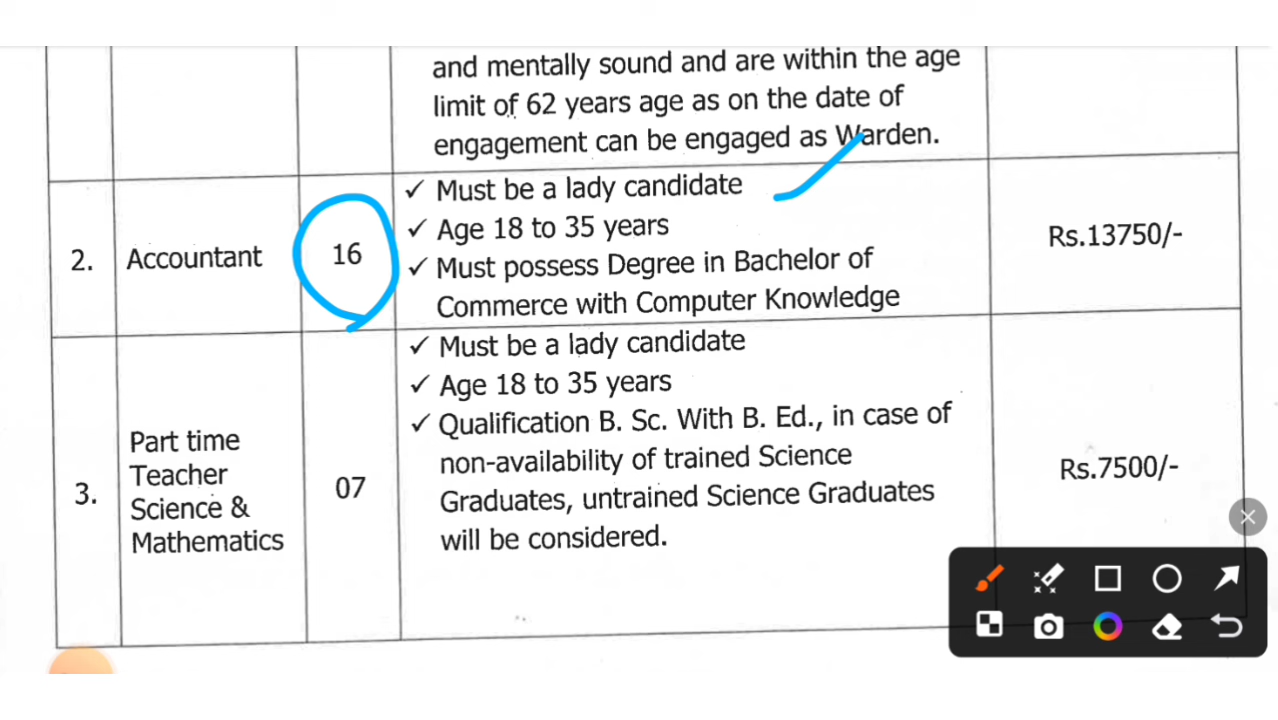 and mentally sound and are within the age
limit of 62 years age as on the date of
engagement can be engaged as Warden.
2.
Accountant
16
✓ Must be a lady candidate
✓ Age 18 to 35 years
✓ Must possess Degree in Bachelor of
Commerce with Computer Knowledge
Rs.13750/-
3.
Part time
Teacher
Science &
Mathematics
07
✓ Must be a lady candidate
✓ Age 18 to 35 years
✓ Qualification B. Sc. With B. Ed., in case of
non-availability of trained Science
Graduates, untrained Science Graduates
will be considered.
Rs.7500/-